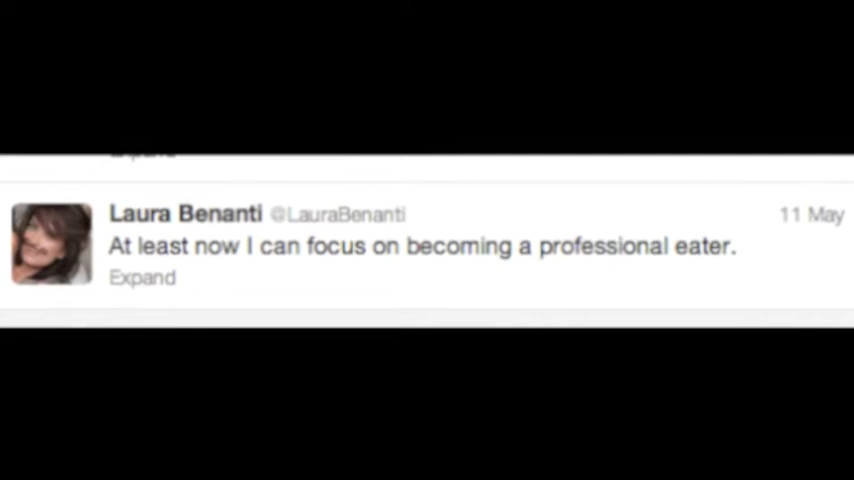 Laura Benanti @LauraBenanti 11 May
At least now I can focus on becoming a professional eater.
Expand